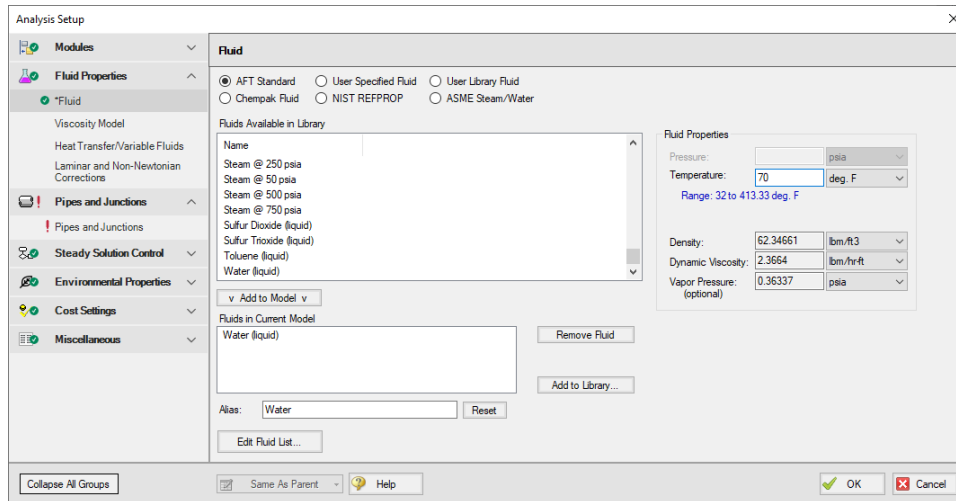 Analysis Setup
Modules
Fluid Properties
*Fluid
Viscosity Model
Heat Transfer/Variable Fluids
Laminar and Non-Newtonian
Corrections
Pipes and Junctions
Pipes and Junctions
Steady Solution Control
Environmental Properties
Cost Settings
Miscellaneous
Collapse All Groups
Fluid
AFT Standard
User Specified Fluid
User Library Fluid
Chempak Fluid
NIST REFPROP
ASME Steam/Water
Fluids Available in Library
Name
Steam @ 250 psia
Steam @ 50 psia
Steam @ 500 psia
Steam @ 750 psia
Sulfur Dioxide (liquid)
Sulfur Trioxide (liquid)
Toluene (liquid)
Water (liquid)
v Add to Model v
Fluids in Current Model
Water (liquid)
Remove Fluid
Add to Library...
Alias: Water Reset
Edit Fluid List...
Fluid Properties
Pressure: psia
Temperature: 70 deg. F
Range: 32 to 413.33 deg. F
Density: 62.34661 lbm/ft3
Dynamic Viscosity: 2.3664 lbm/hr-ft
Vapor Pressure: 0.36337 psia
(optional)
Same As Parent
Help
OK
Cancel